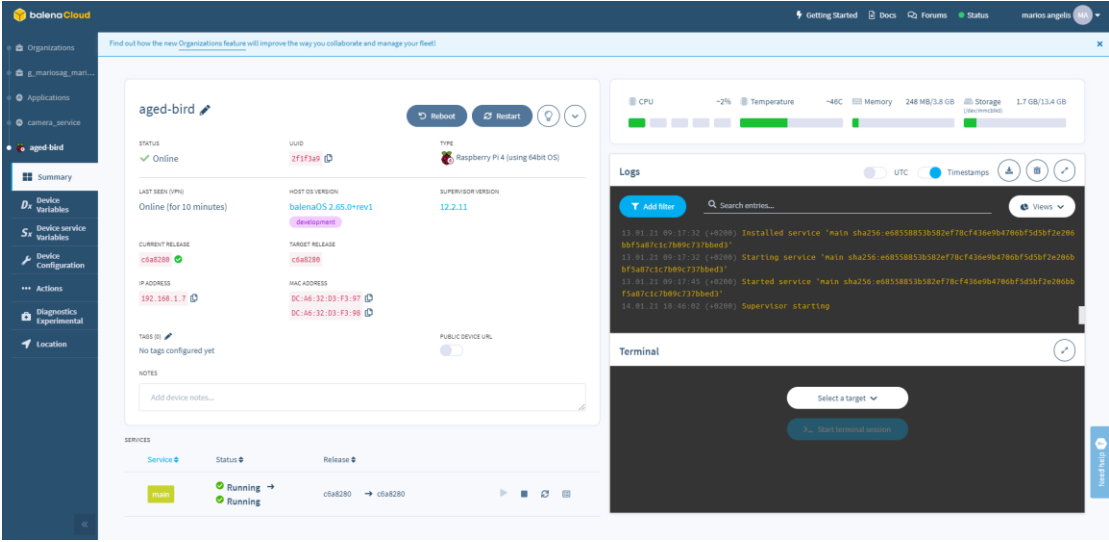 balenaCloud
Getting Started Docs Forums Status marios angelis MA
Organizations
g_mariosag_mari...
Applications
camera_service
aged-bird
Summary
Dx Device Variables
Sx Device service Variables
Device Configuration
Actions
Diagnostics Experimental
Location
Find out how the new Organizations feature will improve the way you collaborate and manage your fleet!
aged-bird
Reboot Restart
STATUS UUID TYPE
Online 2f1f3a9 Raspberry Pi 4 (using 64bit OS)
LAST SEEN (VPN) HOST OS VERSION SUPERVISOR VERSION
Online (for 10 minutes) balenaOS 2.65.0+rev1 12.2.11
development
CURRENT RELEASE TARGET RELEASE
c6a8280 c6a8280
IP ADDRESS MAC ADDRESS
192.168.1.7 DC:A6:32:D3:F3:97
DC:A6:32:D3:F3:98
TAGS (0) PUBLIC DEVICE URL
No tags configured yet
NOTES
Add device notes...
SERVICES
Service Status Release
main Running → Running c6a8280 → c6a8280
CPU ~2% Temperature ~46C Memory 248 MB/3.8 GB Storage 1.7 GB/13.4 GB
(/dev/mmcblk0)
Logs UTC Timestamps
Add filter Search entries... Views
13.01.21 09:17:32 (+0200) Installed service 'main sha256:e68558853b582ef78cf436e9b4706bf5d5bf2e206
bbf5a87c1c7b09c737bbed3'
13.01.21 09:17:32 (+0200) Starting service 'main sha256:e68558853b582ef78cf436e9b4706bf5d5bf2e206b
bf5a87c1c7b09c737bbed3'
13.01.21 09:17:45 (+0200) Started service 'main sha256:e68558853b582ef78cf436e9b4706bf5d5bf2e206bb
f5a87c1c7b09c737bbed3'
14.01.21 18:46:02 (+0200) Supervisor starting
Terminal
Select a target
Start terminal session
Need help